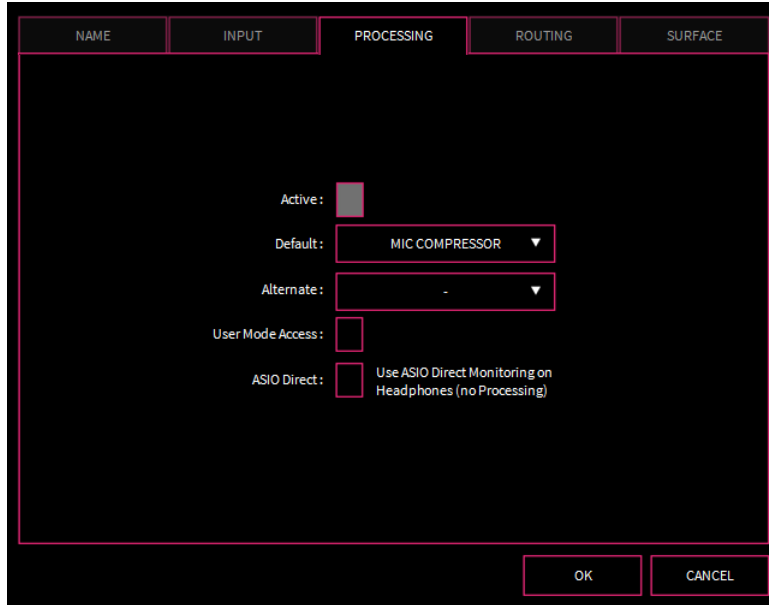 NAME INPUT PROCESSING ROUTING SURFACE
Active :
Default : MIC COMPRESSOR
Alternate : -
User Mode Access :
ASIO Direct : Use ASIO Direct Monitoring on
Headphones (no Processing)
OK CANCEL